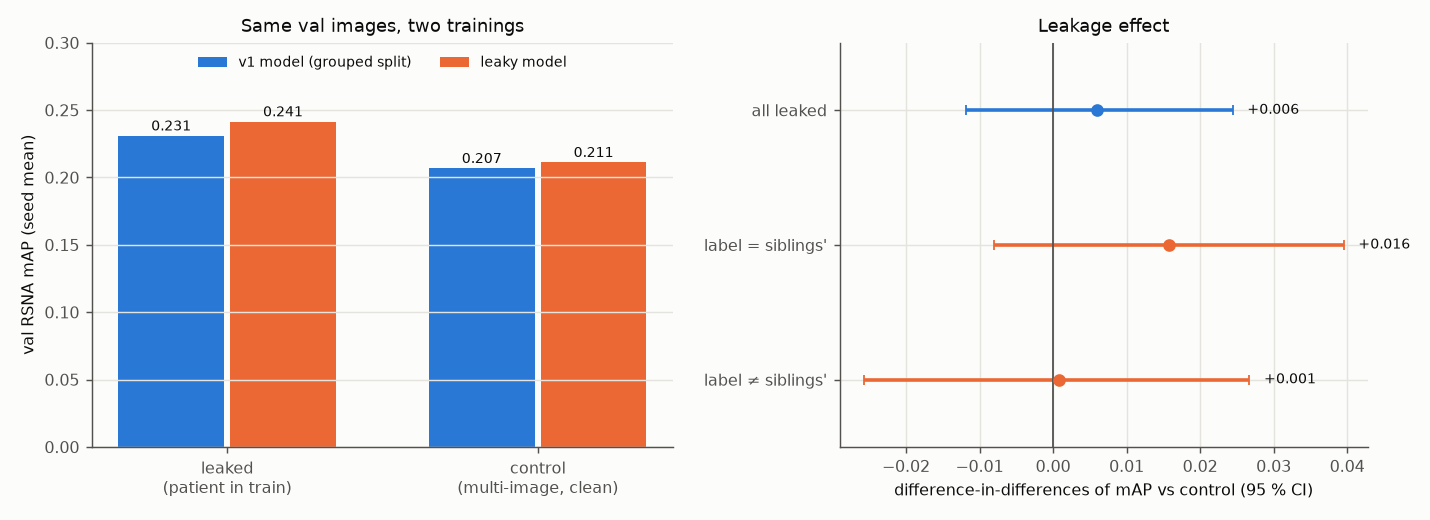 Same val images, two trainings
v1 model (grouped split)
leaky model
val RSNA mAP (seed mean)
0.30
0.25
0.20
0.15
0.10
0.05
0.00
0.231
0.241
0.207
0.211
leaked
(patient in train)
control
(multi-image, clean)
Leakage effect
all leaked
label = siblings'
label ≠ siblings'
+0.006
+0.016
+0.001
−0.02
−0.01
0.00
0.01
0.02
0.03
0.04
difference-in-differences of mAP vs control (95 % CI)